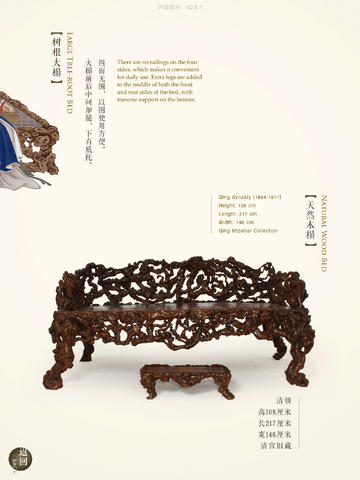 内部版本：V0.9.1
【树根大榻】
LARGE TREE-ROOT BED
四面无围，以图使用方便，
大榻前后中间加腿，下有底托。
There are no railings on the four
sides, which makes it convenient
for daily use. Extra legs are added
to the middle of both the front
and rear sides of the bed, with
traverse support on the bottom.
【天然木榻】
NATURAL WOOD BED
Qing dynasty (1644-1911)
Height: 108 cm
Length: 217 cm
Width: 146 cm
Qing Imperial Collection
清朝
高108厘米
长217厘米
宽146厘米
清宫旧藏
返回